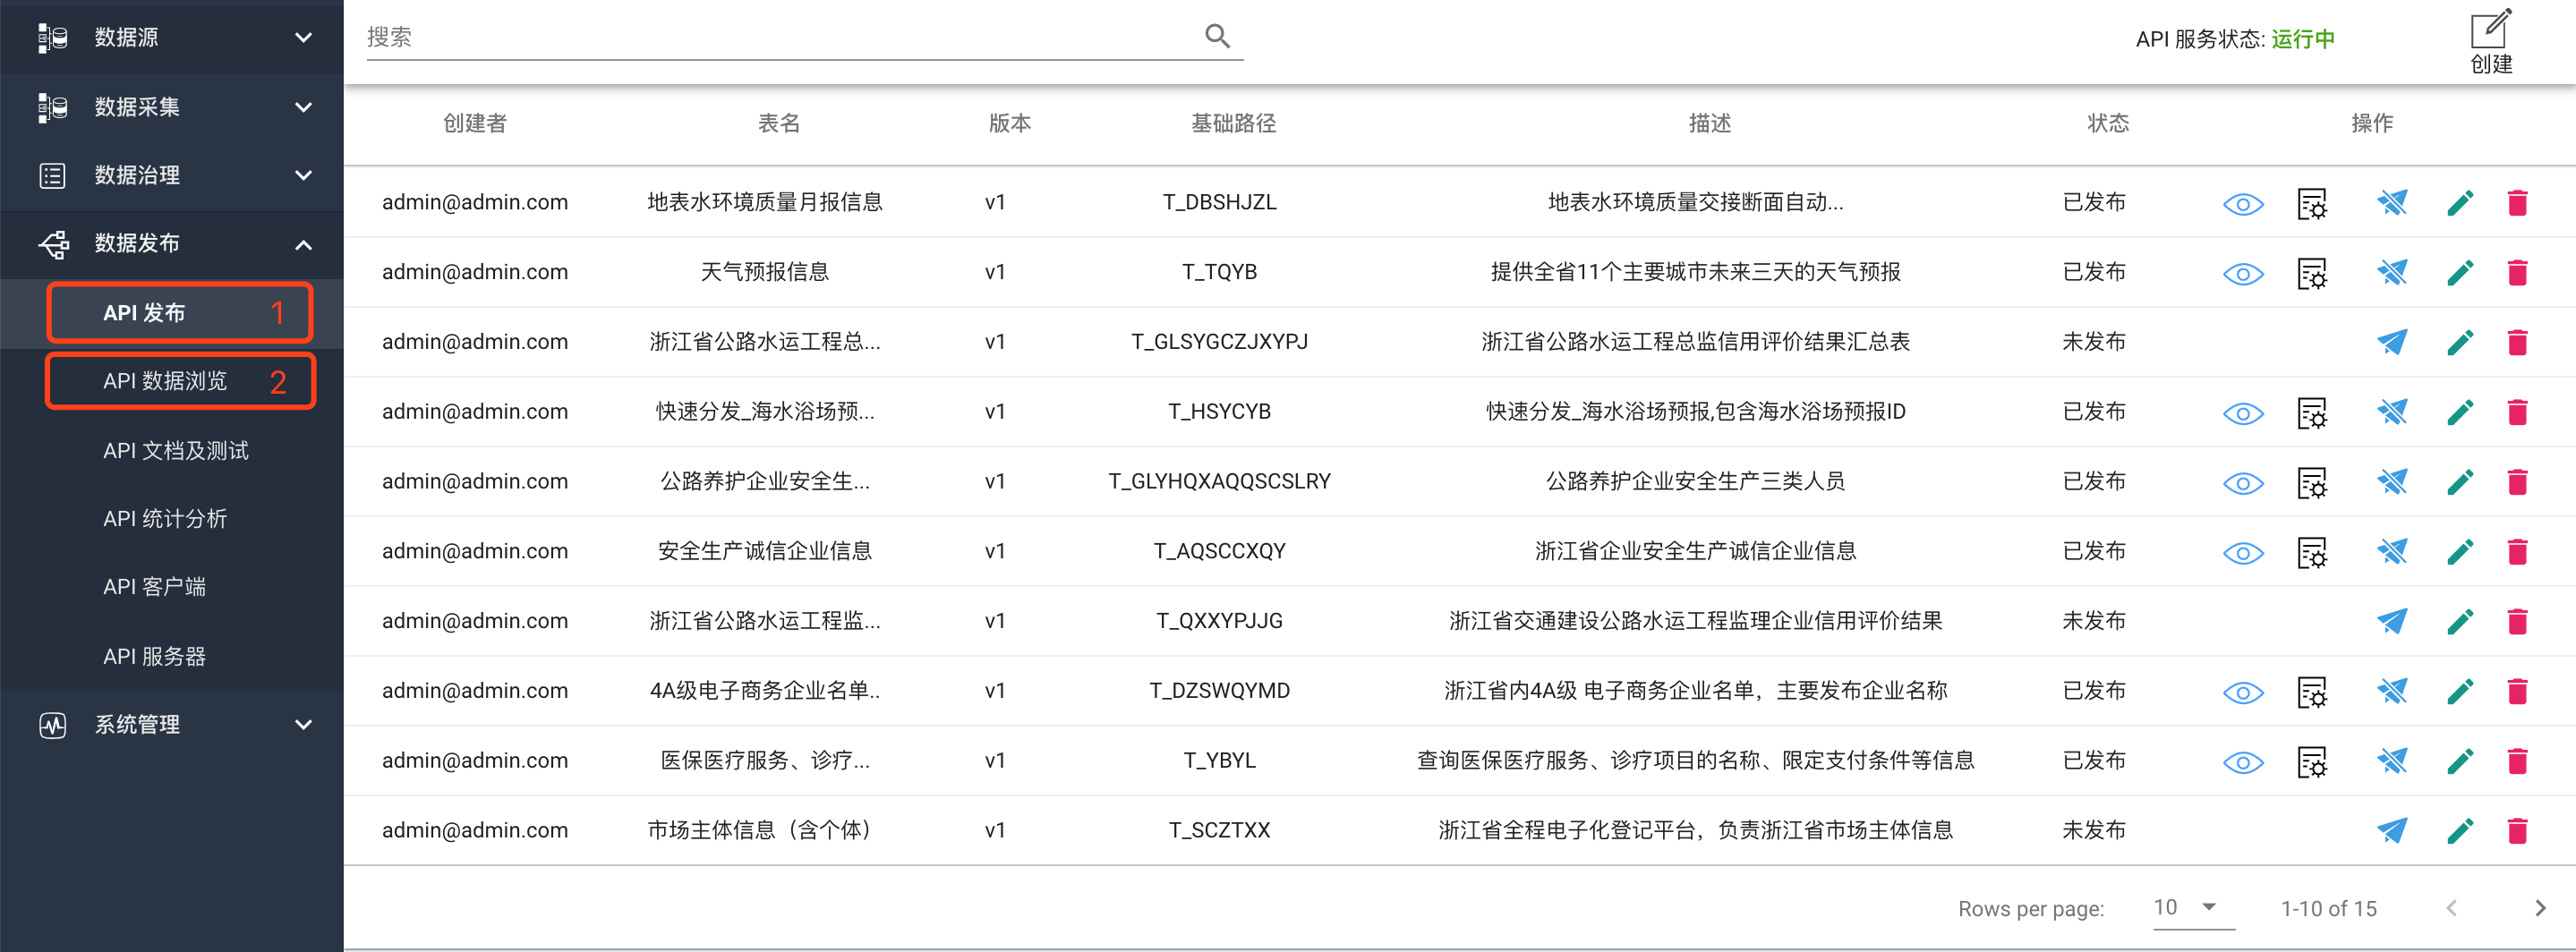 数据源
数据采集
数据治理
数据发布
API 发布 1
API 数据浏览 2
API 文档及测试
API 统计分析
API 客户端
API 服务器
系统管理
搜索
API 服务状态: 运行中
创建
创建者 表名 版本 基础路径 描述 状态 操作
admin@admin.com 地表水环境质量月报信息 v1 T_DBSHJZL 地表水环境质量交接断面自动... 已发布
admin@admin.com 天气预报信息 v1 T_TQYB 提供全省11个主要城市未来三天的天气预报 已发布
admin@admin.com 浙江省公路水运工程总... v1 T_GLSYGCZJXYPJ 浙江省公路水运工程总监信用评价结果汇总表 未发布
admin@admin.com 快速分发_海水浴场预... v1 T_HSYCYB 快速分发_海水浴场预报,包含海水浴场预报ID 已发布
admin@admin.com 公路养护企业安全生... v1 T_GLYHQXAQQSCSLRY 公路养护企业安全生产三类人员 已发布
admin@admin.com 安全生产诚信企业信息 v1 T_AQSCCXQY 浙江省企业安全生产诚信企业信息 已发布
admin@admin.com 浙江省公路水运工程监... v1 T_QXXYPJJG 浙江省交通建设公路水运工程监理企业信用评价结果 未发布
admin@admin.com 4A级电子商务企业名单.. v1 T_DZSWQYMD 浙江省内4A级 电子商务企业名单，主要发布企业名称 已发布
admin@admin.com 医保医疗服务、诊疗... v1 T_YBYL 查询医保医疗服务、诊疗项目的名称、限定支付条件等信息 已发布
admin@admin.com 市场主体信息（含个体） v1 T_SCZTXX 浙江省全程电子化登记平台，负责浙江省市场主体信息 未发布
Rows per page: 10 1-10 of 15